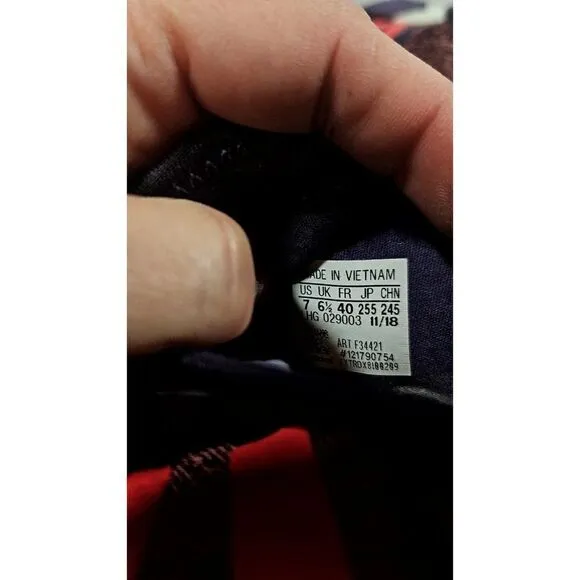 MADE IN VIETNAM
US UK FR JP CHN
7 6½ 40 255 245
HG 029003 11/18
ART F34421
#121790754